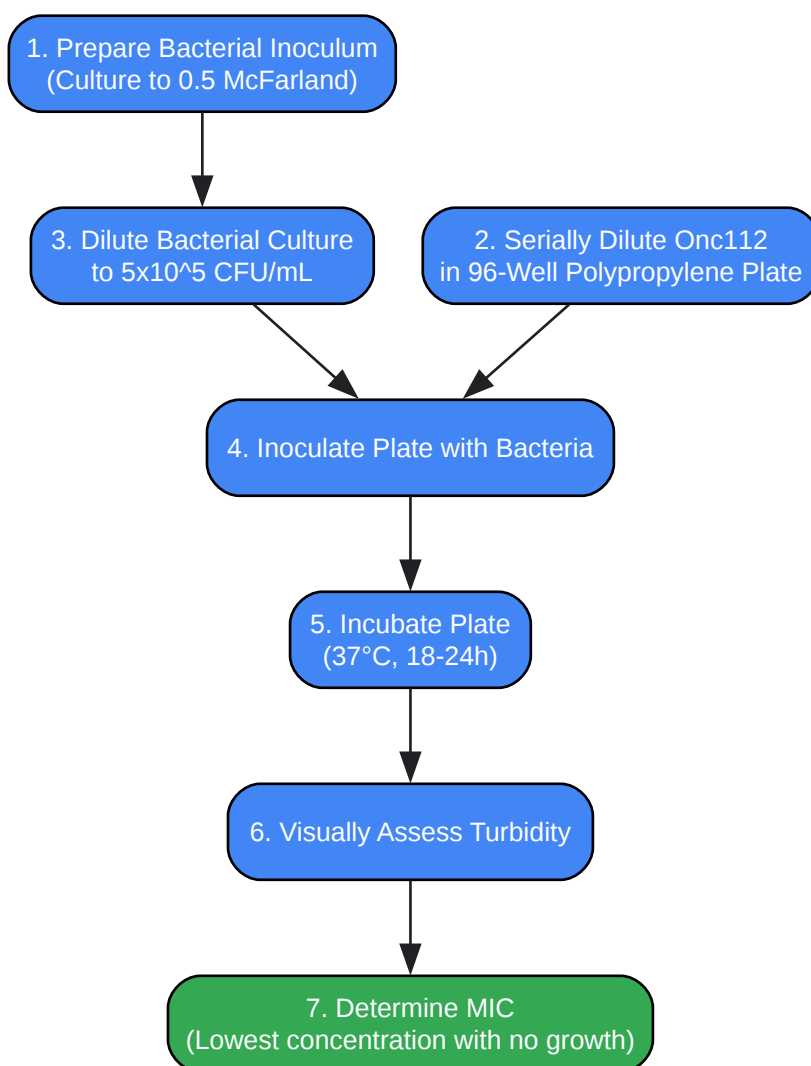 1. Prepare Bacterial Inoculum
(Culture to 0.5 McFarland)
3. Dilute Bacterial Culture
to 5x10^5 CFU/mL
2. Serially Dilute Onc112
in 96-Well Polypropylene Plate
4. Inoculate Plate with Bacteria
5. Incubate Plate
(37°C, 18-24h)
6. Visually Assess Turbidity
7. Determine MIC
(Lowest concentration with no growth)